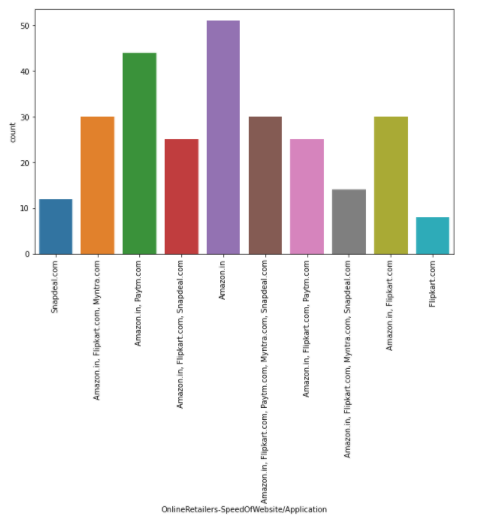 50
40
30
20
10
0
count
Snapdeal.com
Amazon.in, Flipkart.com, Myntra.com
Amazon.in, Paytm.com
Amazon.in, Flipkart.com, Snapdeal.com
Amazon.in
Amazon.in, Flipkart.com, Paytm.com, Myntra.com, Snapdeal.com
Amazon.in, Flipkart.com, Paytm.com
Amazon.in, Flipkart.com, Myntra.com, Snapdeal.com
Amazon.in, Flipkart.com
Flipkart.com
OnlineRetailers-SpeedOfWebsite/Application